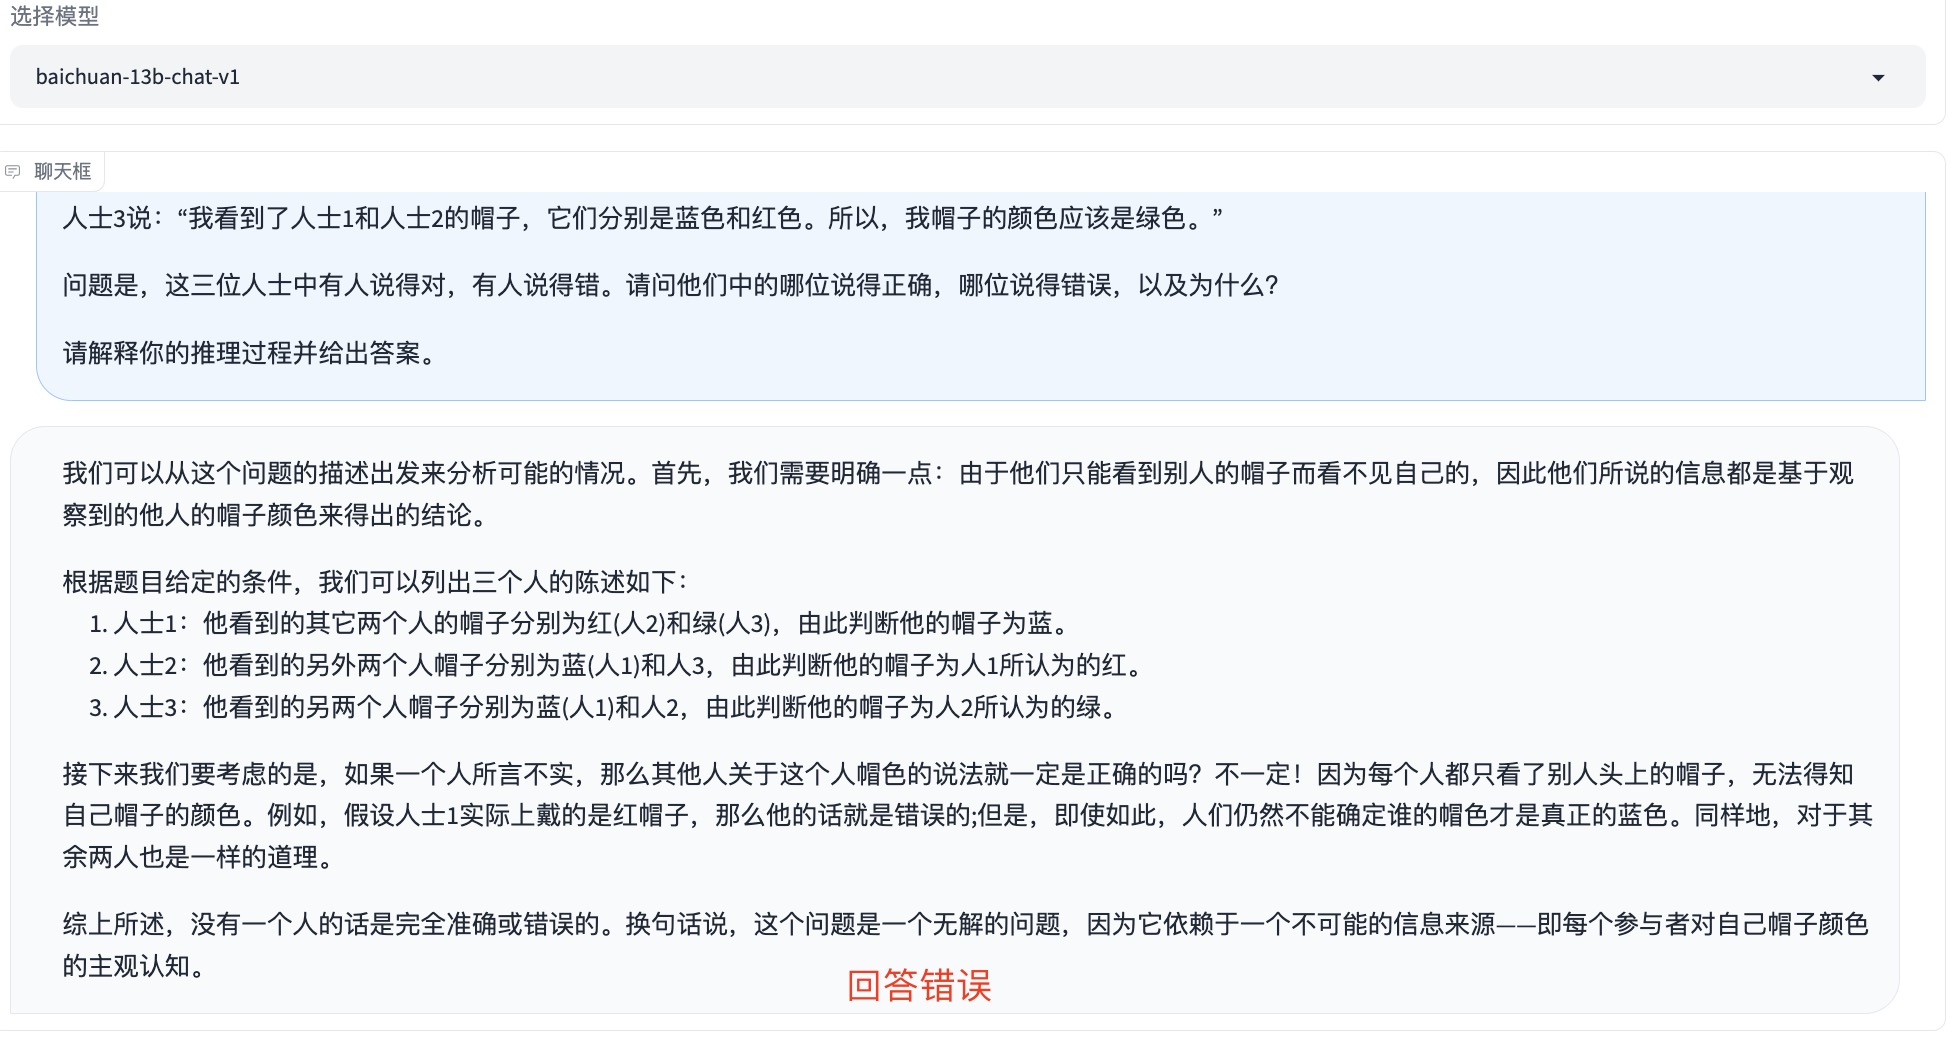 选择模型
baichuan-13b-chat-v1
聊天框
人士3说：“我看到了人士1和人士2的帽子，它们分别是蓝色和红色。所以，我帽子的颜色应该是绿色。”
问题是，这三位人士中有人说得对，有人说得错。请问他们中的哪位说得正确，哪位说得错误，以及为什么？
请解释你的推理过程并给出答案。
我们可以从这个问题的描述出发来分析可能的情况。首先，我们需要明确一点：由于他们只能看到别人的帽子而看不见自己的，因此他们所说的信息都是基于观
察到的他人的帽子颜色来得出的结论。
根据题目给定的条件，我们可以列出三个人的陈述如下：
1. 人士1：他看到的其它两个人的帽子分别为红(人2)和绿(人3)，由此判断他的帽子为蓝。
2. 人士2：他看到的另外两个人帽子分别为蓝(人1)和人3，由此判断他的帽子为人1所认为的红。
3. 人士3：他看到的另两个人帽子分别为蓝(人1)和人2，由此判断他的帽子为人2所认为的绿。
接下来我们要考虑的是，如果一个人所言不实，那么其他人关于这个人帽色的说法就一定是正确的吗？不一定！因为每个人都只看了别人头上的帽子，无法得知
自己帽子的颜色。例如，假设人士1实际上戴的是红帽子，那么他的话就是错误的;但是，即使如此，人们仍然不能确定谁的帽色才是真正的蓝色。同样地，对于其
余两人也是一样的道理。
综上所述，没有一个人的话是完全准确或错误的。换句话说，这个问题是一个无解的问题，因为它依赖于一个不可能的信息来源——即每个参与者对自己帽子颜色
的主观认知。
回答错误